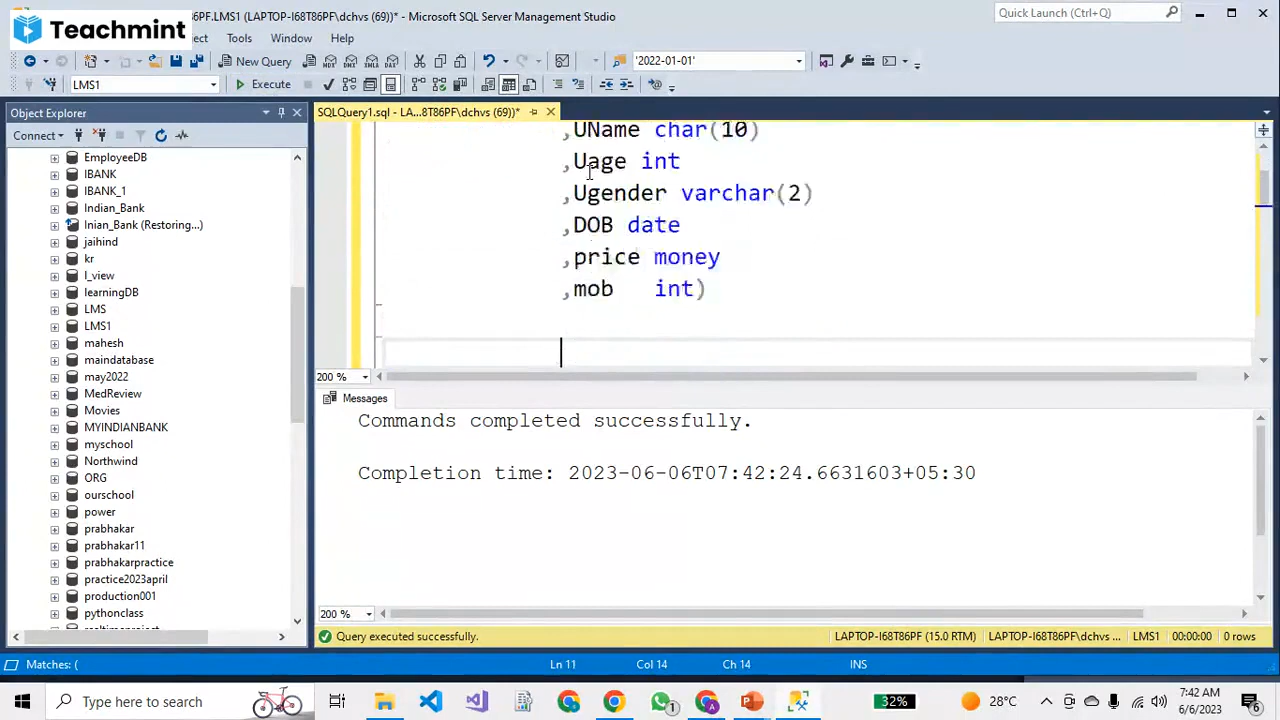 PF.LMS1 (LAPTOP-I68T86PF\dchvs (69))* - Microsoft SQL Server Management Studio
Quick Launch (Ctrl+Q)
Teachmint
Tools Window Help
New Query
'2022-01-01'
LMS1
Execute
Object Explorer
SQLQuery1.sql - LA...8T86PF\dchvs (69))*
Connect
EmployeeDB
IBANK
IBANK_1
Indian_Bank
Inian_Bank (Restoring...)
jaihind
kr
l_view
learningDB
LMS
LMS1
mahesh
maindatabase
may2022
MedReview
Movies
MYINDIANBANK
myschool
Northwind
ORG
ourschool
power
prabhakar
prabhakar11
prabhakarpractice
practice2023april
production001
pythonclass
,UName char(10)
,Uage int
,Ugender varchar(2)
,DOB date
,price money
,mob int)
200 %
Messages
Commands completed successfully.
Completion time: 2023-06-06T07:42:24.6631603+05:30
200 %
Query executed successfully.
LAPTOP-I68T86PF (15.0 RTM)
LAPTOP-I68T86PF\dchvs ...
LMS1
00:00:00
0 rows
Matches: (
Ln 11
Col 14
Ch 14
INS
Type here to search
1
32%
28°C
7:42 AM
6/6/2023
6